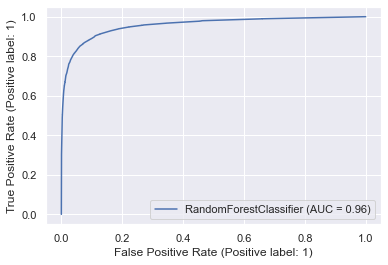 1.0
0.8
0.6
0.4
0.2
0.0
True Positive Rate (Positive label: 1)
RandomForestClassifier (AUC = 0.96)
0.0 0.2 0.4 0.6 0.8 1.0
False Positive Rate (Positive label: 1)